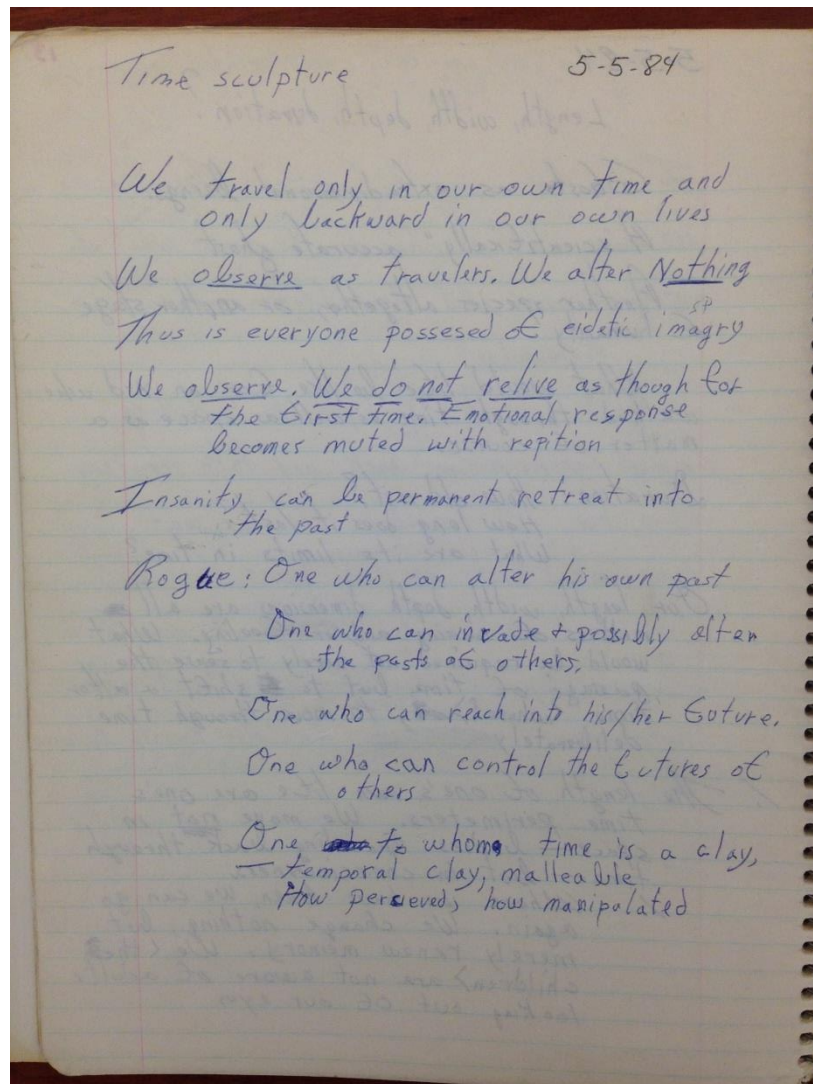 Time sculpture 5-5-84
We travel only in our own time and
only backward in our own lives
We observe as travelers. We alter Nothing
sp
Thus is everyone possesed of eidetic imagry
We observe. We do not relive as though for
the first time. Emotional response
becomes muted with repition
Insanity can be permanent retreat into
the past
Rogue: One who can alter his own past
One who can invade + possibly alter
the pasts of others.
One who can reach into his/her future.
One who can control the futures of
others
One to whom time is a clay,
— temporal clay, malleable
How persieved, how manipulated